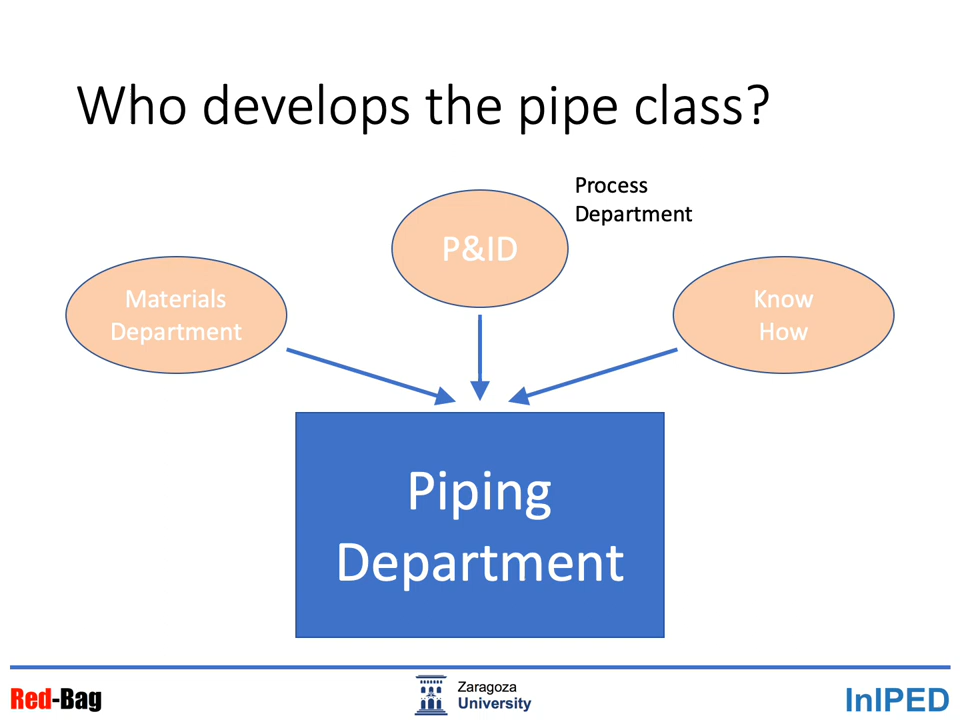 Who develops the pipe class?
Process
Department
P&ID
Materials
Department
Know
How
Piping
Department
Red-Bag
Zaragoza
University
InIPED